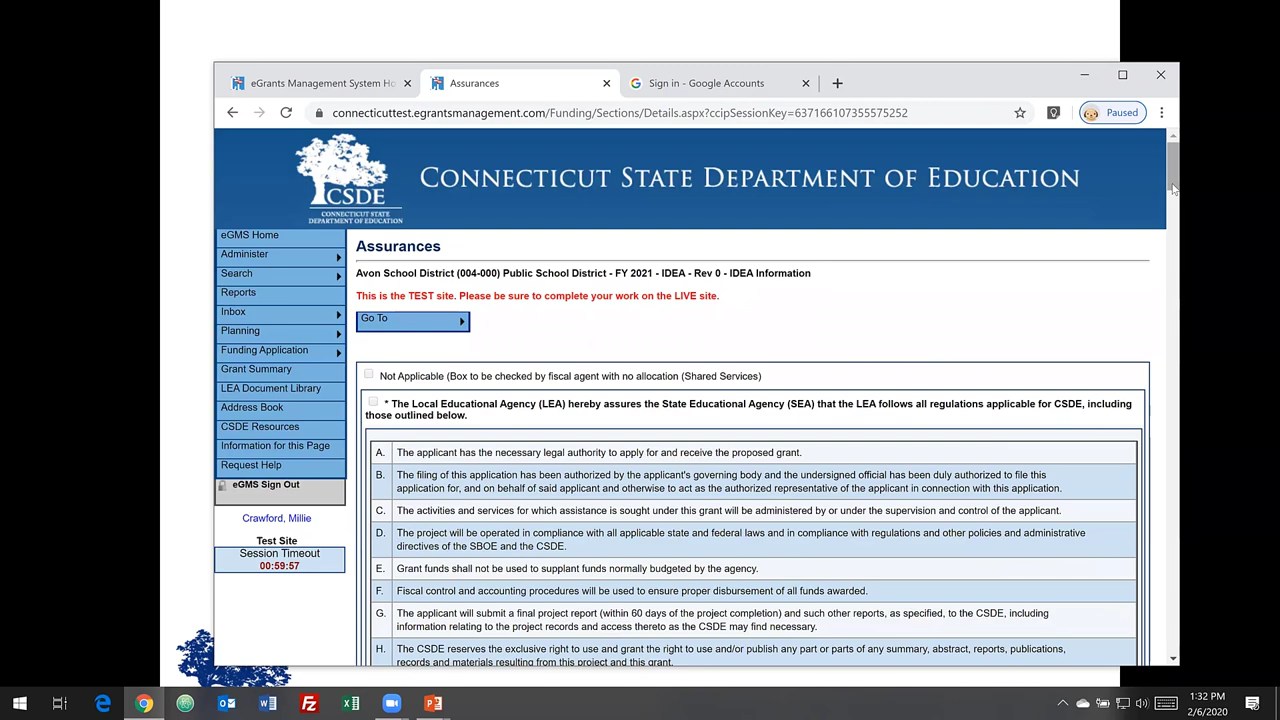 eGrants Management System Ho
Assurances
Sign in - Google Accounts
connecticuttest.egrantsmanagement.com/Funding/Sections/Details.aspx?ccipSessionKey=637166107355575252
Paused
CSDE
CONNECTICUT STATE
DEPARTMENT OF EDUCATION
CONNECTICUT STATE DEPARTMENT OF EDUCATION
eGMS Home
Administer
Search
Reports
Inbox
Planning
Funding Application
Grant Summary
LEA Document Library
Address Book
CSDE Resources
Information for this Page
Request Help
eGMS Sign Out
Crawford, Millie
Test Site
Session Timeout
00:59:57
Assurances
Avon School District (004-000) Public School District - FY 2021 - IDEA - Rev 0 - IDEA Information
This is the TEST site. Please be sure to complete your work on the LIVE site.
Go To
Not Applicable (Box to be checked by fiscal agent with no allocation (Shared Services)
* The Local Educational Agency (LEA) hereby assures the State Educational Agency (SEA) that the LEA follows all regulations applicable for CSDE, including
those outlined below.
A. The applicant has the necessary legal authority to apply for and receive the proposed grant.
B. The filing of this application has been authorized by the applicant's governing body and the undersigned official has been duly authorized to file this
application for, and on behalf of said applicant and otherwise to act as the authorized representative of the applicant in connection with this application.
C. The activities and services for which assistance is sought under this grant will be administered by or under the supervision and control of the applicant.
D. The project will be operated in compliance with all applicable state and federal laws and in compliance with regulations and other policies and administrative
directives of the SBOE and the CSDE.
E. Grant funds shall not be used to supplant funds normally budgeted by the agency.
F. Fiscal control and accounting procedures will be used to ensure proper disbursement of all funds awarded.
G. The applicant will submit a final project report (within 60 days of the project completion) and such other reports, as specified, to the CSDE, including
information relating to the project records and access thereto as the CSDE may find necessary.
H. The CSDE reserves the exclusive right to use and grant the right to use and/or publish any part or parts of any summary, abstract, reports, publications,
records and materials resulting from this project and this grant.
1:32 PM
2/6/2020